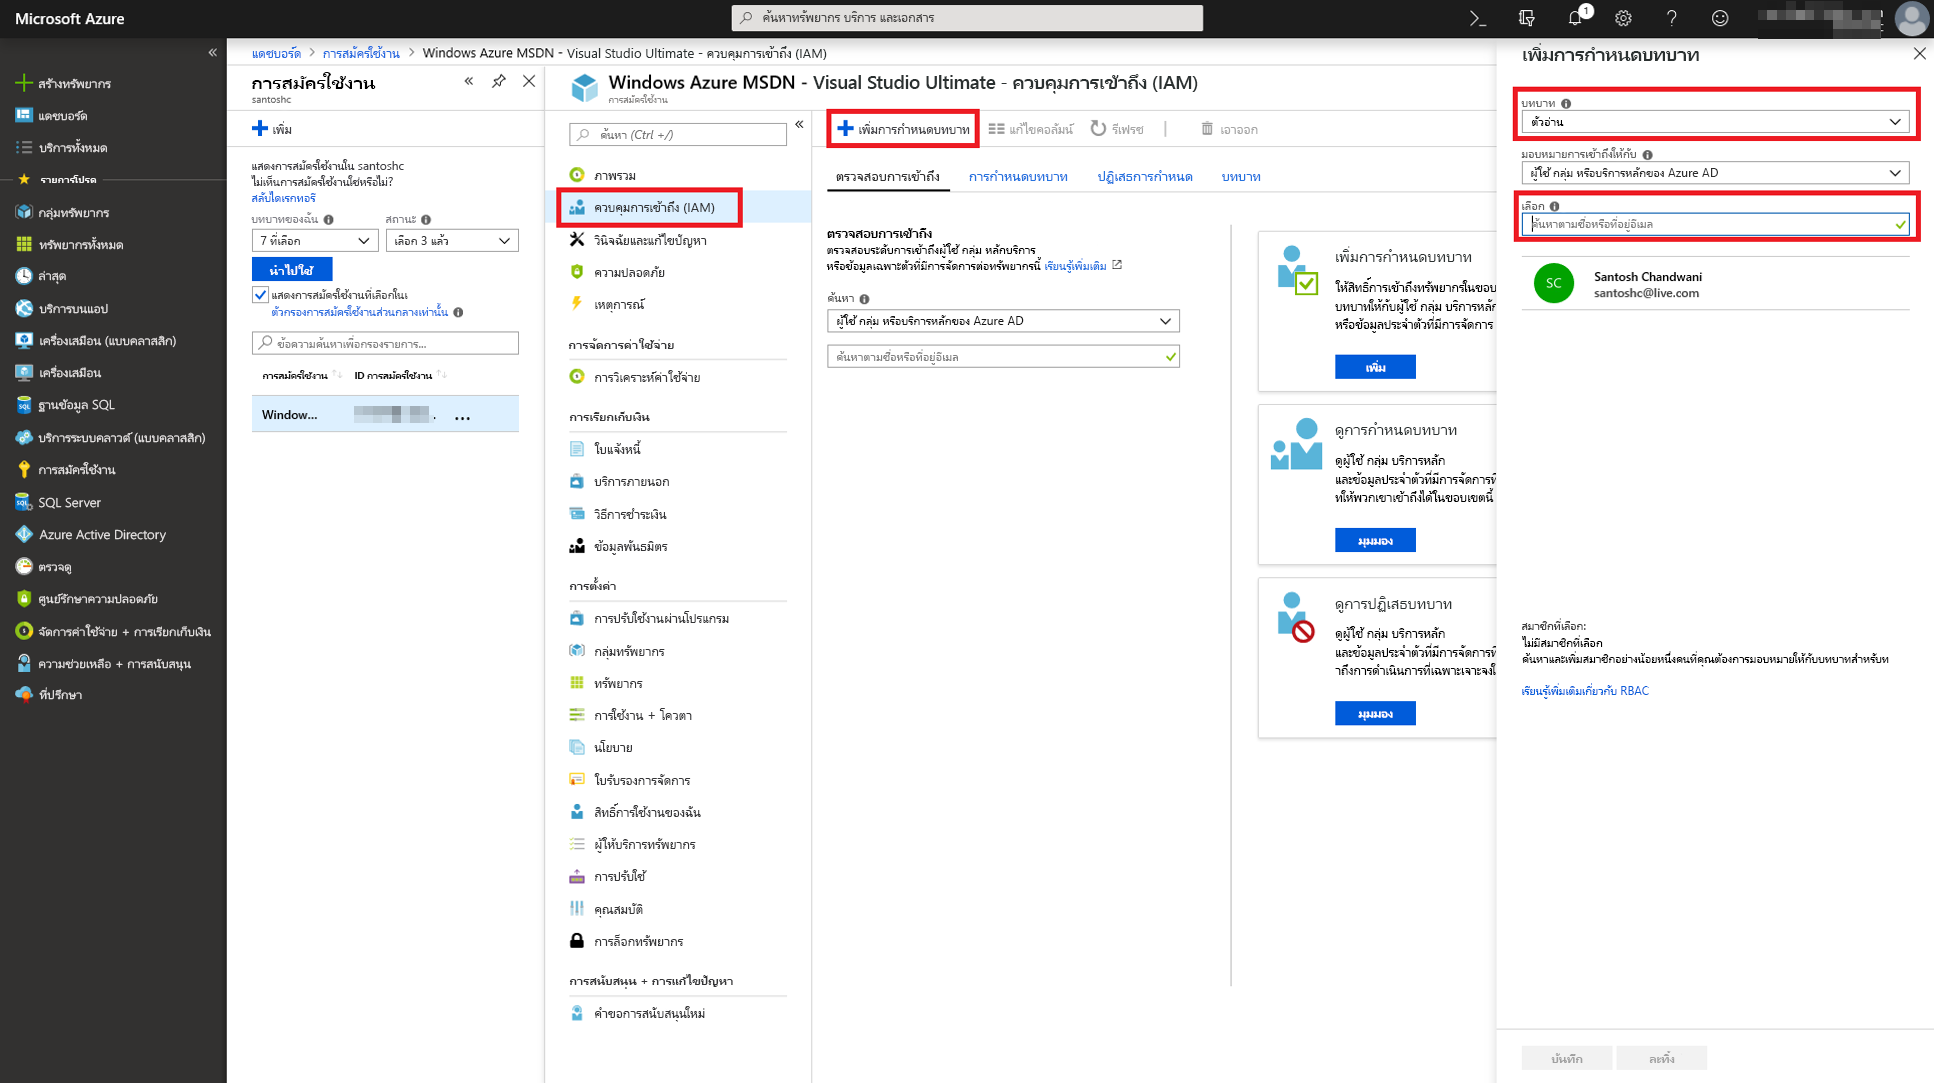 Microsoft Azure
ค้นหาทรัพยากร บริการ และเอกสาร
1
สร้างทรัพยากร
แดชบอร์ด
บริการทั้งหมด
รายการโปรด
กลุ่มทรัพยากร
ทรัพยากรทั้งหมด
ล่าสุด
บริการบนแอป
เครื่องเสมือน (แบบคลาสสิก)
เครื่องเสมือน
ฐานข้อมูล SQL
บริการระบบคลาวด์ (แบบคลาสสิก)
การสมัครใช้งาน
SQL Server
Azure Active Directory
ตรวจดู
ศูนย์รักษาความปลอดภัย
จัดการค่าใช้จ่าย + การเรียกเก็บเงิน
ความช่วยเหลือ + การสนับสนุน
ที่ปรึกษา
แดชบอร์ด > การสมัครใช้งาน > Windows Azure MSDN - Visual Studio Ultimate - ควบคุมการเข้าถึง (IAM)
การสมัครใช้งาน
santoshc
เพิ่ม
แสดงการสมัครใช้งานใน santoshc
ไม่เห็นการสมัครใช้งานใช่หรือไม่?
สลับไดเรกทอรี
บทบาทของฉัน
สถานะ
7 ที่เลือก
เลือก 3 แล้ว
นำไปใช้
แสดงการสมัครใช้งานที่เลือกใน
ตัวกรองการสมัครใช้งานส่วนกลางเท่านั้น
ข้อความค้นหาเพื่อกรองรายการ...
การสมัครใช้งาน
ID การสมัครใช้งาน
Window...
...
Windows Azure MSDN - Visual Studio Ultimate - ควบคุมการเข้าถึง (IAM)
การสมัครใช้งาน
ค้นหา (Ctrl +/)
ภาพรวม
ควบคุมการเข้าถึง (IAM)
วินิจฉัยและแก้ไขปัญหา
ความปลอดภัย
เหตุการณ์
การจัดการค่าใช้จ่าย
การวิเคราะห์ค่าใช้จ่าย
การเรียกเก็บเงิน
ใบแจ้งหนี้
บริการภายนอก
วิธีการชำระเงิน
ข้อมูลพันธมิตร
การตั้งค่า
การปรับใช้งานผ่านโปรแกรม
กลุ่มทรัพยากร
ทรัพยากร
การใช้งาน + โควตา
นโยบาย
ใบรับรองการจัดการ
สิทธิ์การใช้งานของฉัน
ผู้ให้บริการทรัพยากร
การปรับใช้
คุณสมบัติ
การล็อกทรัพยากร
การสนับสนุน + การแก้ไขปัญหา
คำขอการสนับสนุนใหม่
เพิ่มการกำหนดบทบาท
แก้ไขคอลัมน์
รีเฟรช
เอาออก
ตรวจสอบการเข้าถึง
การกำหนดบทบาท
ปฏิเสธการกำหนด
บทบาท
ตรวจสอบการเข้าถึง
ตรวจสอบระดับการเข้าถึงผู้ใช้ กลุ่ม หลักบริการ
หรือข้อมูลเฉพาะตัวที่มีการจัดการต่อทรัพยากรนี้ เรียนรู้เพิ่มเติม
ค้นหา
ผู้ใช้ กลุ่ม หรือบริการหลักของ Azure AD
ค้นหาตามชื่อหรือที่อยู่อีเมล
เพิ่มการกำหนดบทบาท
ให้สิทธิ์การเข้าถึงทรัพยากรในขอบ
บทบาทให้กับผู้ใช้ กลุ่ม บริการหลัก
หรือข้อมูลประจำตัวที่มีการจัดการ
เพิ่ม
ดูการกำหนดบทบาท
ดูผู้ใช้ กลุ่ม บริการหลัก
และข้อมูลประจำตัวที่มีการจัดการที่
ทให้พวกเขาเข้าถึงได้ในขอบเขตนี้
มุมมอง
ดูการปฏิเสธบทบาท
ดูผู้ใช้ กลุ่ม บริการหลัก
และข้อมูลประจำตัวที่มีการจัดการที่
าถึงการดำเนินการที่เฉพาะเจาะจงใ
มุมมอง
เพิ่มการกำหนดบทบาท
บทบาท
ตัวอ่าน
มอบหมายการเข้าถึงให้กับ
ผู้ใช้ กลุ่ม หรือบริการหลักของ Azure AD
เลือก
ค้นหาตามชื่อหรือที่อยู่อีเมล
SC
Santosh Chandwani
santoshc@live.com
สมาชิกที่เลือก:
ไม่มีสมาชิกที่เลือก
ค้นหาและเพิ่มสมาชิกอย่างน้อยหนึ่งคนที่คุณต้องการมอบหมายให้กับบทบาทสำหรับท
เรียนรู้เพิ่มเติมเกี่ยวกับ RBAC
บันทึก
ละทิ้ง